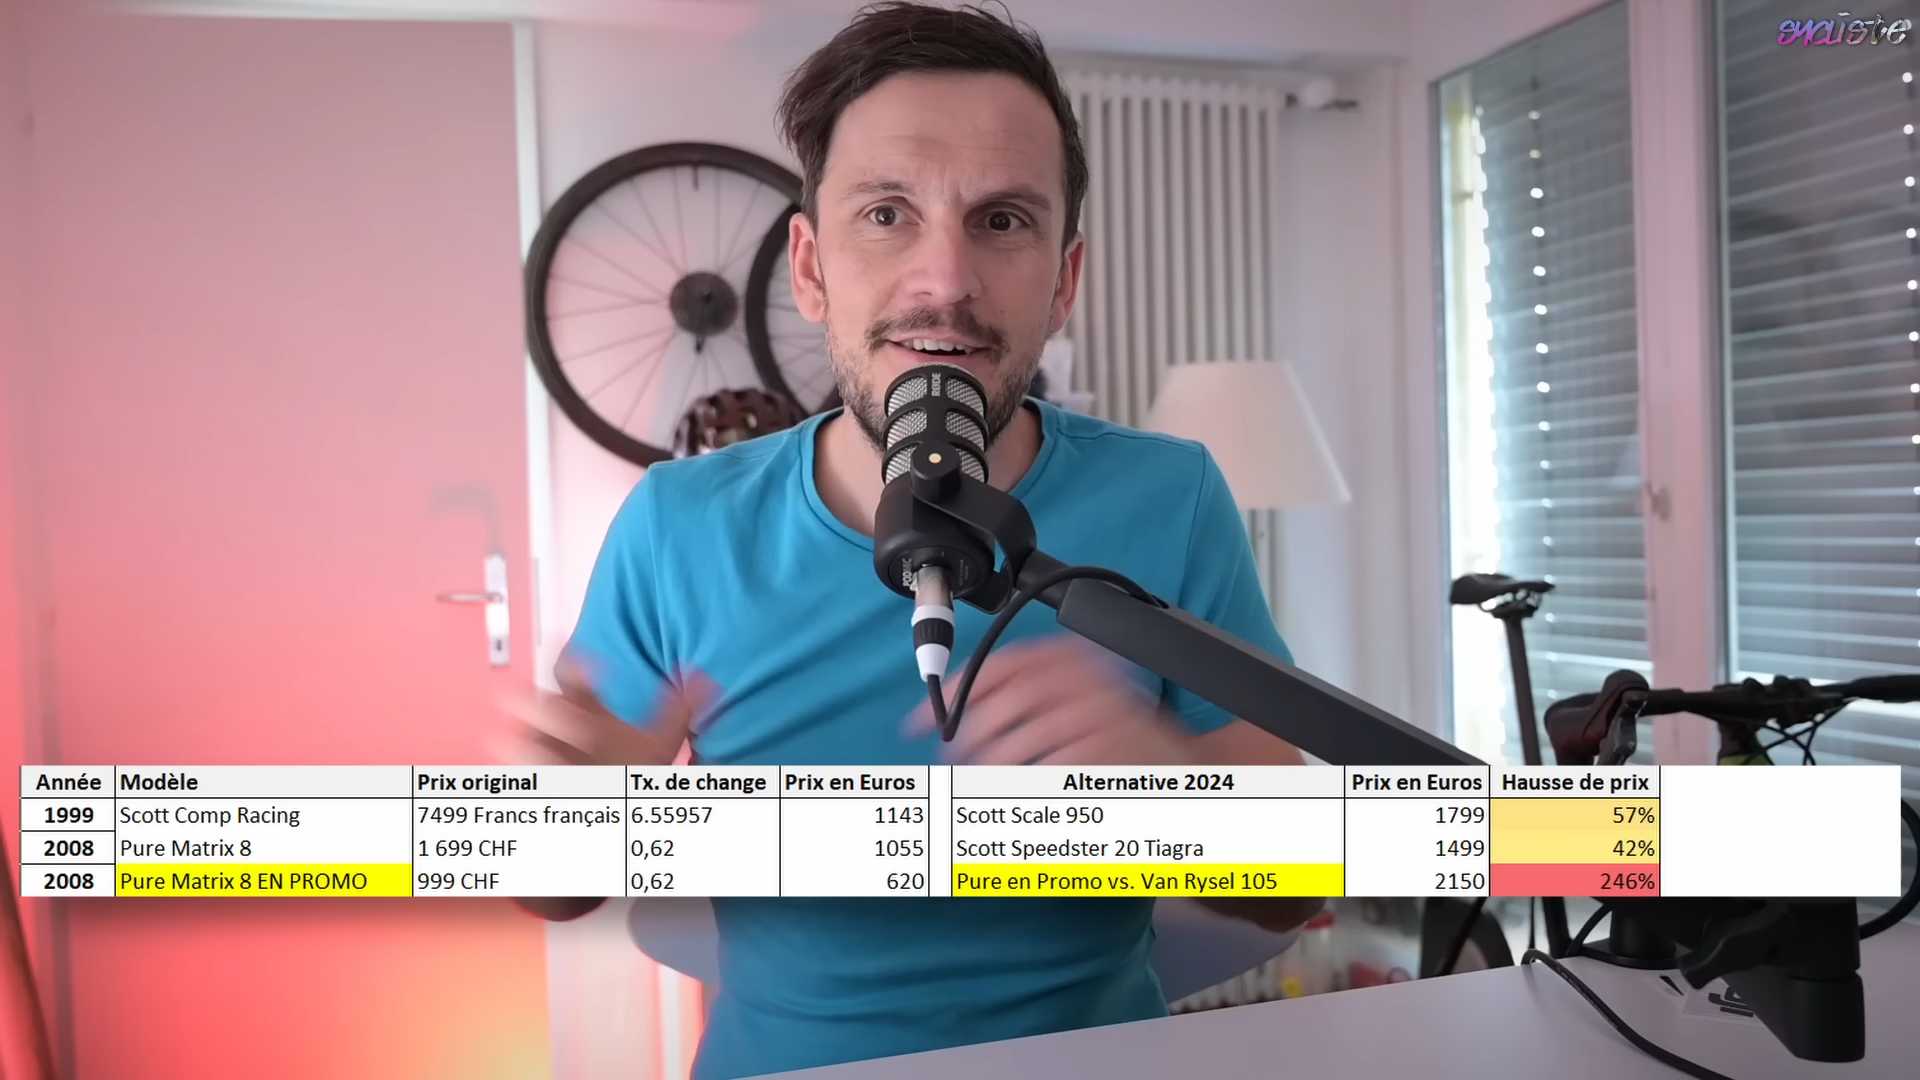 sycliste
RØDE
PODMIC
Année Modèle Prix original Tx. de change Prix en Euros Alternative 2024 Prix en Euros Hausse de prix
1999 Scott Comp Racing 7499 Francs français 6.55957 1143 Scott Scale 950 1799 57%
2008 Pure Matrix 8 1 699 CHF 0,62 1055 Scott Speedster 20 Tiagra 1499 42%
2008 Pure Matrix 8 EN PROMO 999 CHF 0,62 620 Pure en Promo vs. Van Rysel 105 2150 246%